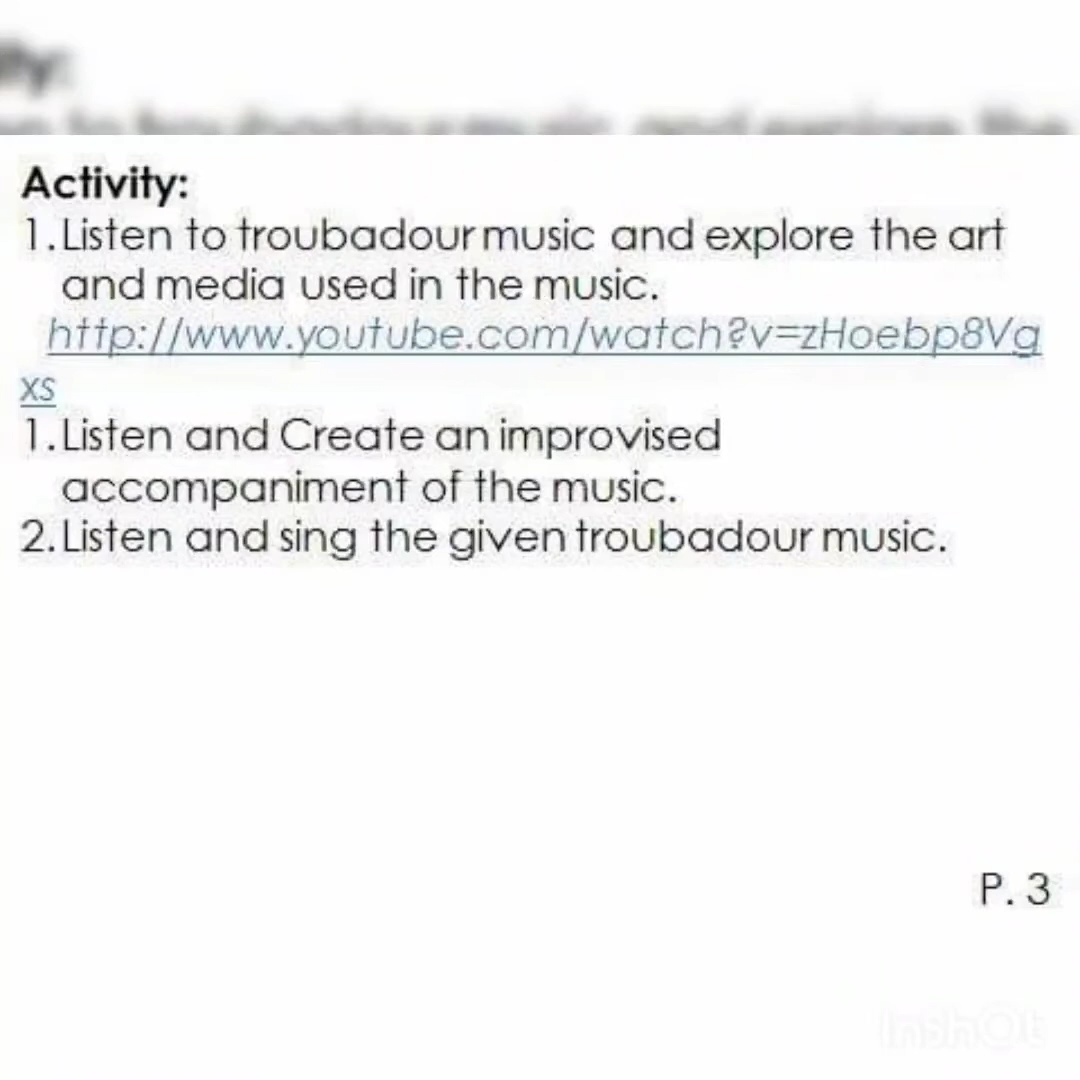 Activity:
1. Listen to troubadour music and explore the art
and media used in the music.
http://www.youtube.com/watch?v=zHoebp8Vg
xs
1. Listen and Create an improvised
accompaniment of the music.
2. Listen and sing the given troubadour music.
P. 3
InshOt